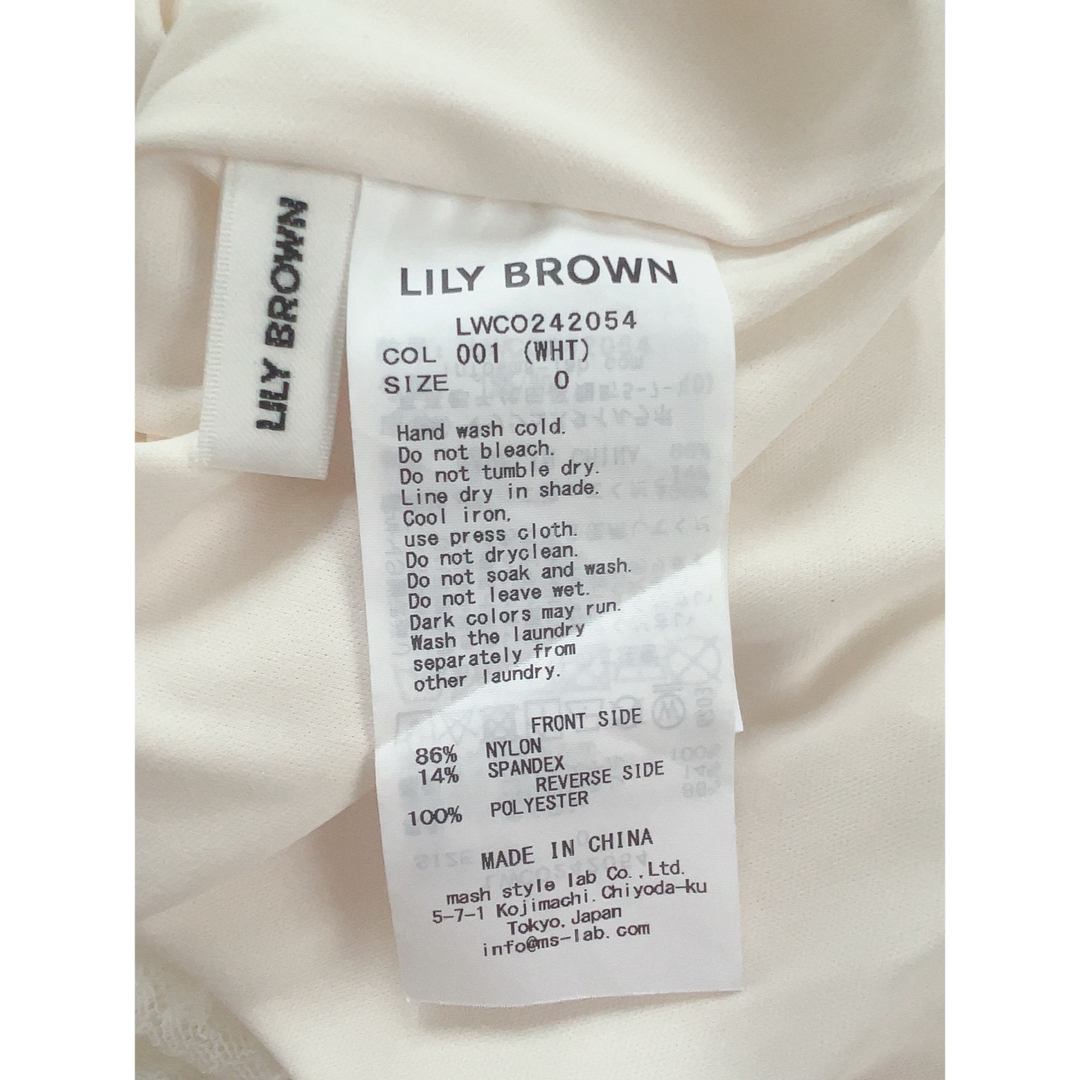 LILY BROWN
LILY BROWN
LWCO242054
COL 001 (WHT)
SIZE 0
Hand wash cold.
Do not bleach.
Do not tumble dry.
Line dry in shade.
Cool iron,
use press cloth.
Do not dryclean.
Do not soak and wash.
Do not leave wet.
Dark colors may run.
Wash the laundry
separately from
other laundry.
FRONT SIDE
86% NYLON
14% SPANDEX
REVERSE SIDE
100% POLYESTER
MADE IN CHINA
mash style lab Co.,Ltd.
5-7-1 Kojimachi.Chiyoda-ku
Tokyo.Japan
info@ms-lab.com